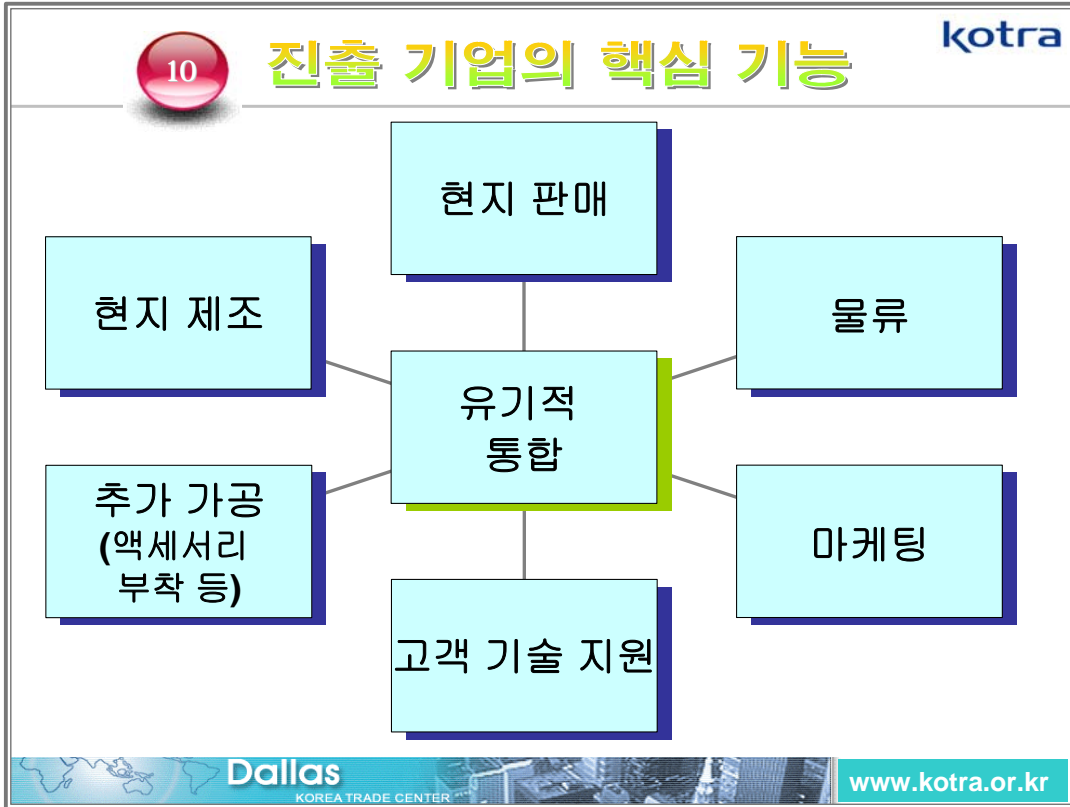 10
진출 기업의 핵심 기능
kotra
현지 판매
현지 제조
물류
유기적
통합
추가 가공
(액세서리
부착 등)
마케팅
고객 기술 지원
Dallas
KOREA TRADE CENTER
www.kotra.or.kr